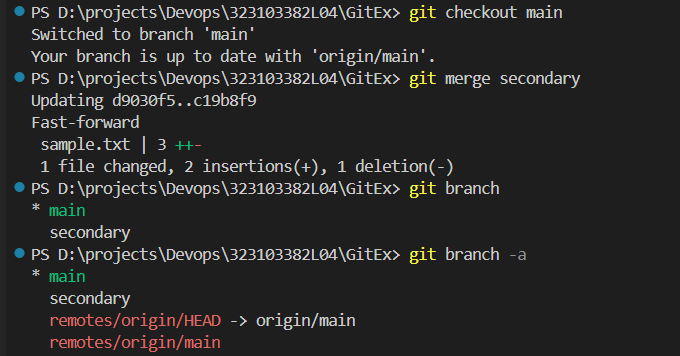 PS D:\projects\Devops\323103382L04\GitEx> git checkout main
Switched to branch 'main'
Your branch is up to date with 'origin/main'.
PS D:\projects\Devops\323103382L04\GitEx> git merge secondary
Updating d9030f5..c19b8f9
Fast-forward
 sample.txt | 3 ++-
 1 file changed, 2 insertions(+), 1 deletion(-)
PS D:\projects\Devops\323103382L04\GitEx> git branch
* main
  secondary
PS D:\projects\Devops\323103382L04\GitEx> git branch -a
* main
  secondary
  remotes/origin/HEAD -> origin/main
  remotes/origin/main